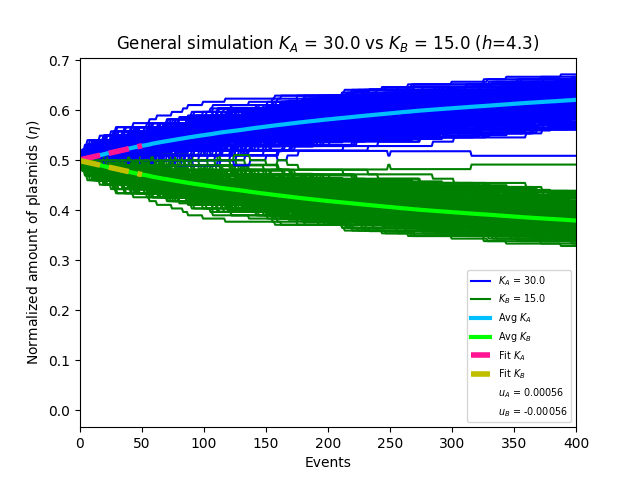 General simulation K_A = 30.0 vs K_B = 15.0 (h=4.3)
Normalized amount of plasmids (η)
0.7
0.6
0.5
0.4
0.3
0.2
0.1
0.0
K_A = 30.0
K_B = 15.0
Avg K_A
Avg K_B
Fit K_A
Fit K_B
u_A = 0.00056
u_B = -0.00056
0 50 100 150 200 250 300 350 400
Events